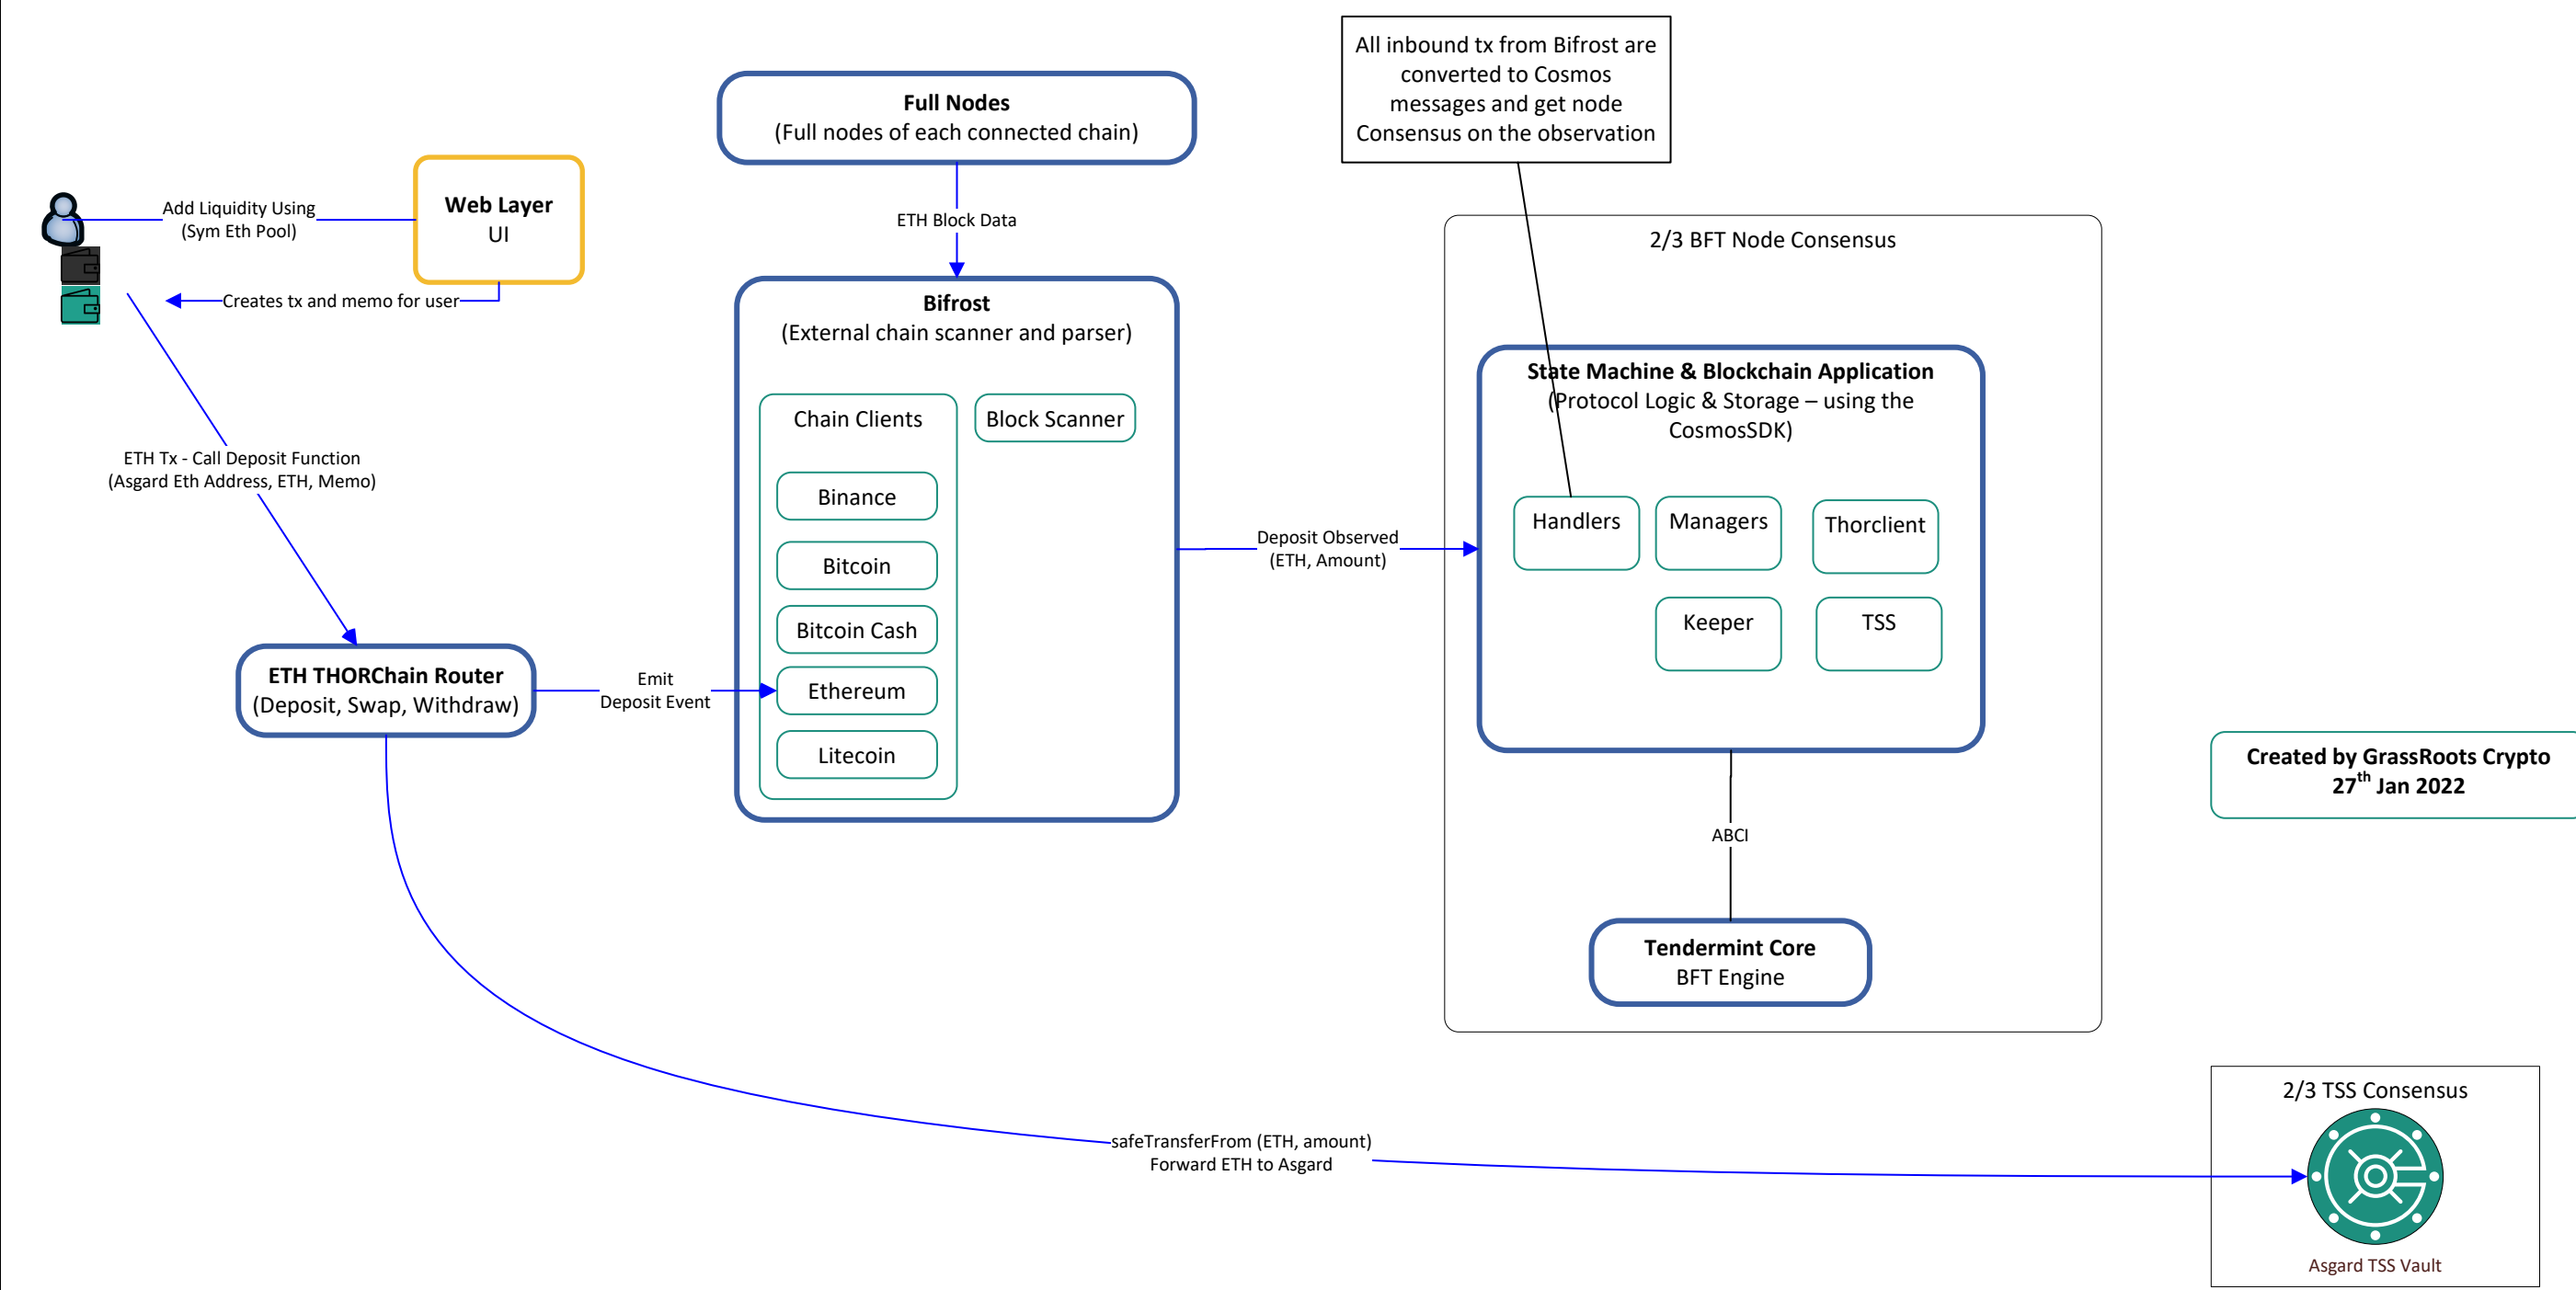 All inbound tx from Bifrost are
converted to Cosmos
messages and get node
Consensus on the observation
Full Nodes
(Full nodes of each connected chain)
Add Liquidity Using
(Sym Eth Pool)
Web Layer
UI
ETH Block Data
2/3 BFT Node Consensus
Creates tx and memo for user
Bifrost
(External chain scanner and parser)
State Machine & Blockchain Application
(Protocol Logic & Storage – using the
CosmosSDK)
Chain Clients
Block Scanner
ETH Tx - Call Deposit Function
(Asgard Eth Address, ETH, Memo)
Binance
Bitcoin
Bitcoin Cash
Ethereum
Litecoin
Deposit Observed
(ETH, Amount)
Handlers
Managers
Thorclient
Keeper
TSS
ETH THORChain Router
(Deposit, Swap, Withdraw)
Emit
Deposit Event
Created by GrassRoots Crypto
27th Jan 2022
ABCI
Tendermint Core
BFT Engine
2/3 TSS Consensus
safeTransferFrom (ETH, amount)
Forward ETH to Asgard
Asgard TSS Vault